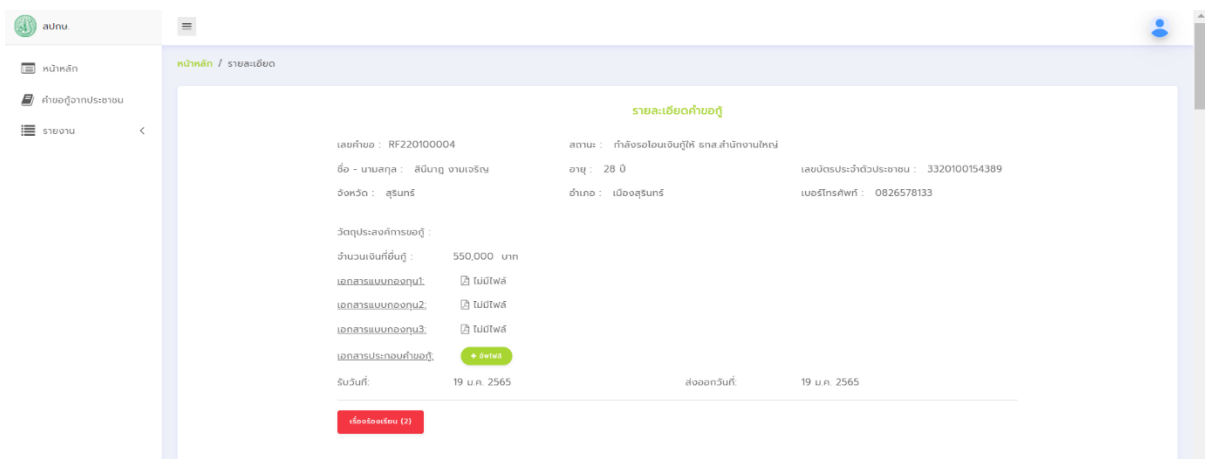 สปกษ.
หน้าหลัก / รายละเอียด
หน้าหลัก
คำขอกู้จากประชาชน
รายงาน
รายละเอียดคำขอกู้
เลขคำขอ : RF220100004 สถานะ : กำลังรอโอนเงินกู้ให้ ธกส.สำนักงานใหญ่
ชื่อ - นามสกุล : สินีนาฎ งามเจริญ อายุ : 28 ปี เลขบัตรประจำตัวประชาชน : 3320100154389
จังหวัด : สุรินทร์ อำเภอ : เมืองสุรินทร์ เบอร์โทรศัพท์ : 0826578133
วัตถุประสงค์การขอกู้ :
จำนวนเงินที่ยื่นกู้ : 550,000 บาท
เอกสารแบบกองทุน1: ไม่มีไฟล์
เอกสารแบบกองทุน2: ไม่มีไฟล์
เอกสารแบบกองทุน3: ไม่มีไฟล์
เอกสารประกอบคำขอกู้: + อัพไฟล์
รับวันที่: 19 ม.ค. 2565 ส่งออกวันที่: 19 ม.ค. 2565
เรื่องร้องเรียน (2)